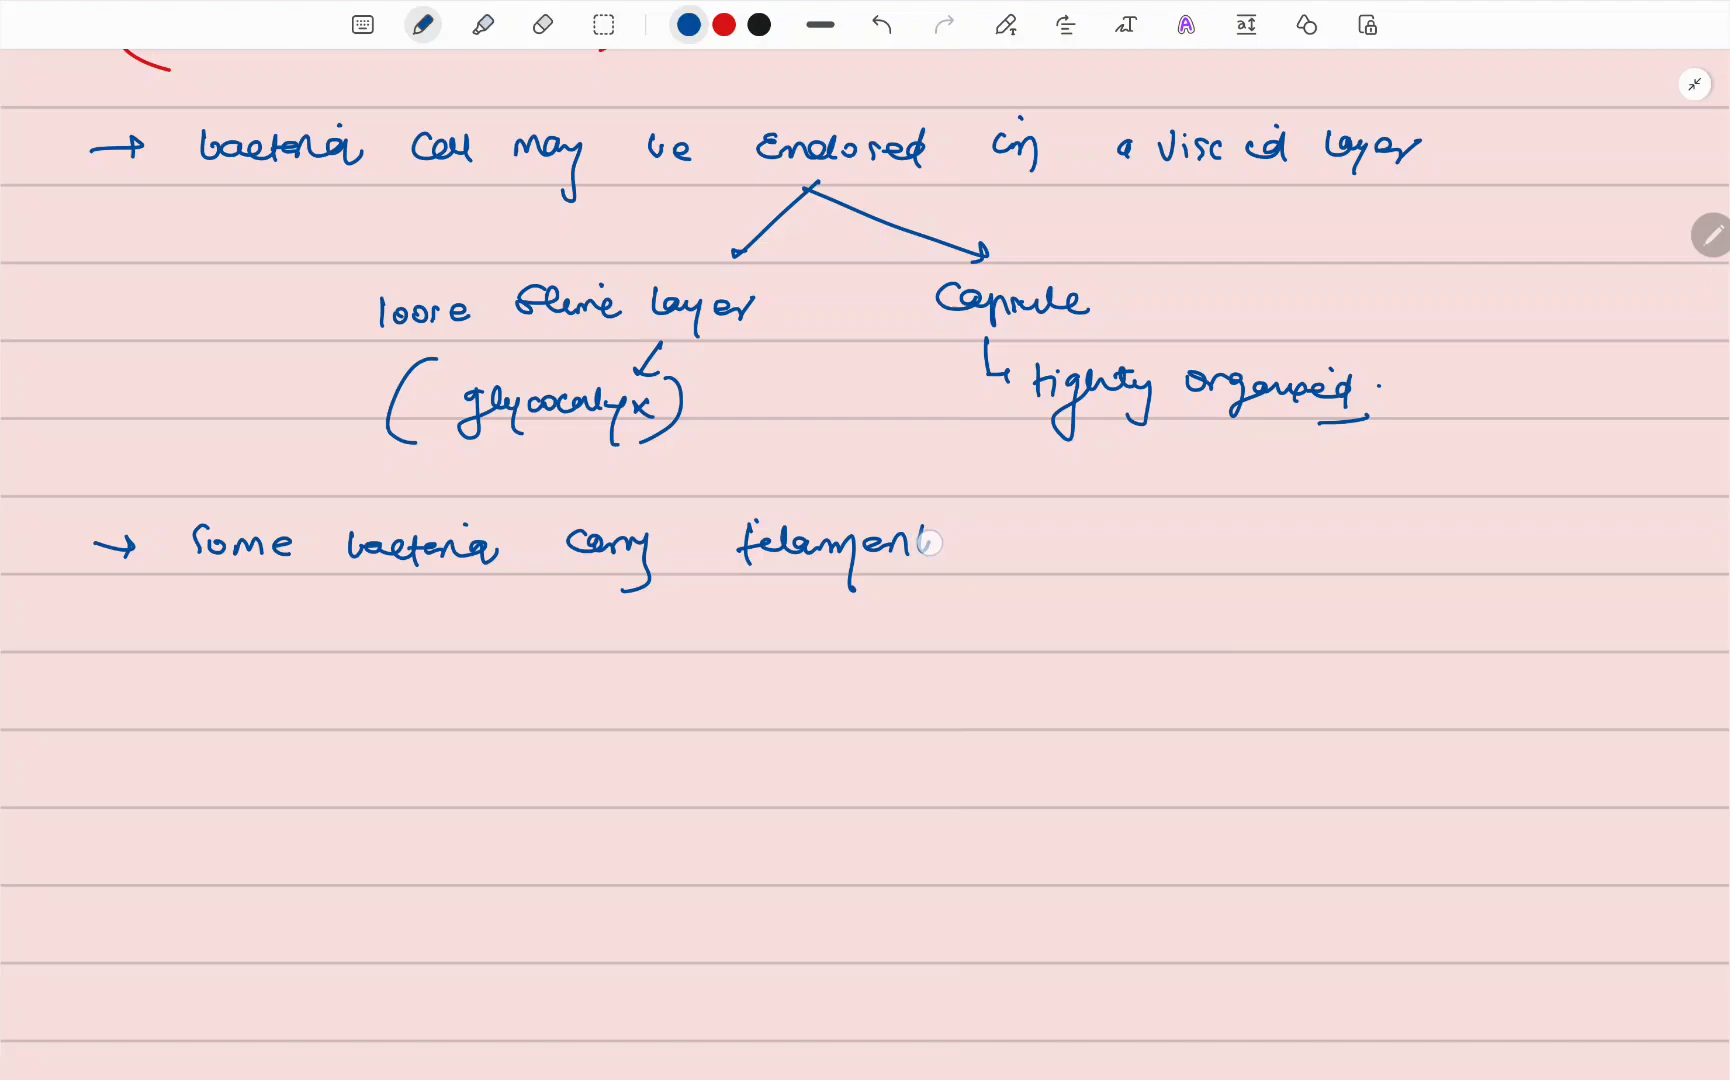 → bacteria cell may be Enclosed in a viscid layer
loose Slime layer Capsule
(glycocalyx) ↳ tightly organised.
→ Some bacteria carry filament